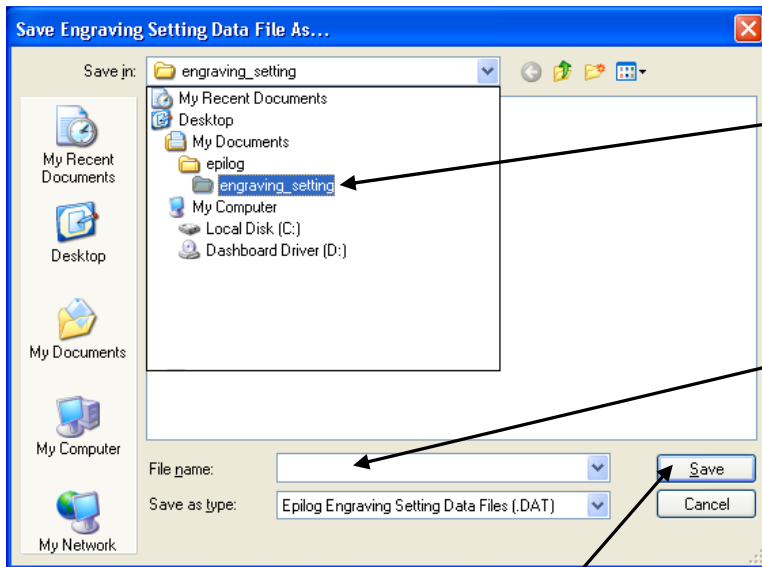 Save Engraving Setting Data File As...
Save in: engraving_setting
My Recent Documents
Desktop
My Documents
epilog
engraving_setting
My Computer
Local Disk (C:)
Dashboard Driver (D:)
My Recent
Documents
Desktop
My Documents
My Computer
My Network
File name:
Save
Save as type: Epilog Engraving Setting Data Files (.DAT)
Cancel